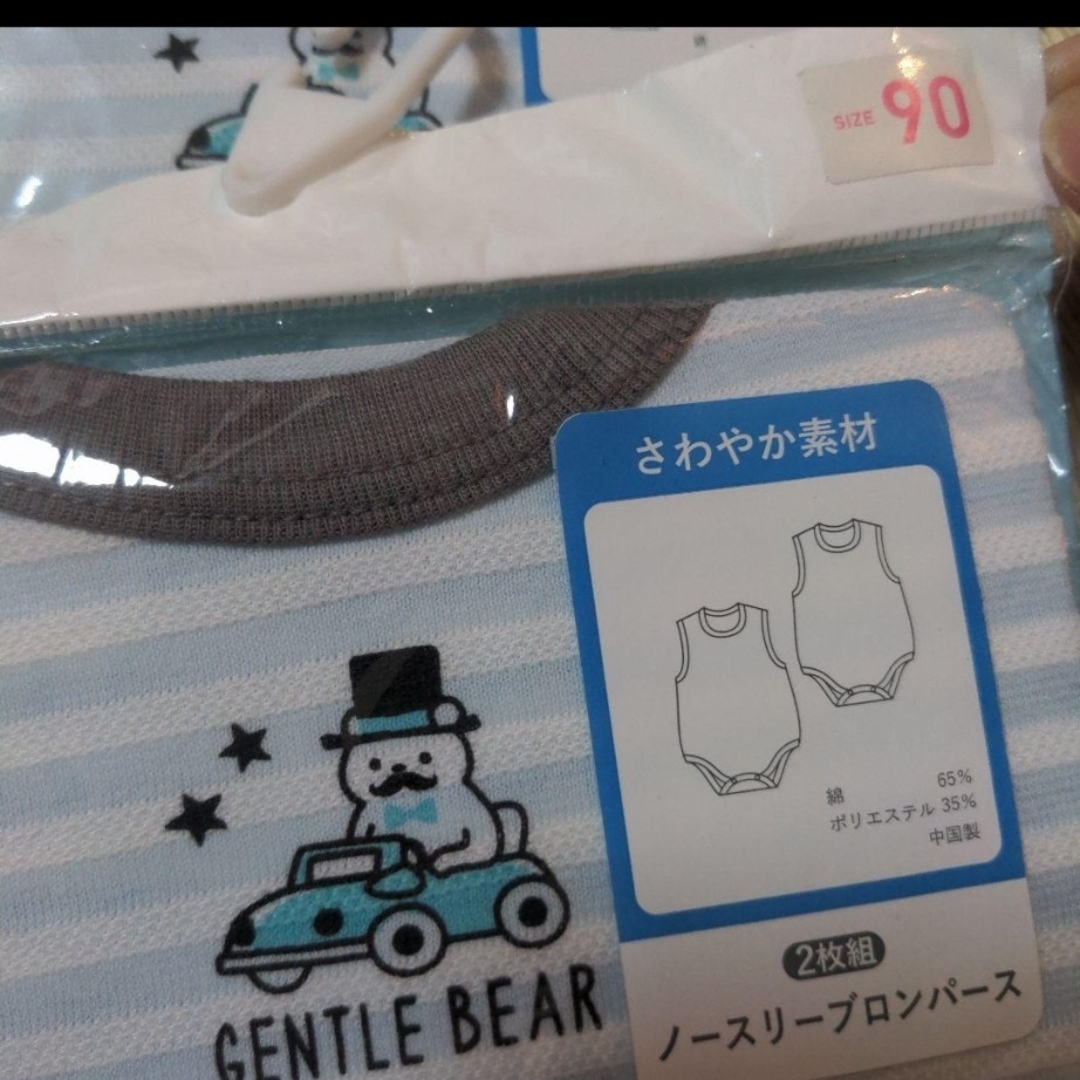 SIZE 90
さわやか素材
綿 65%
ポリエステル 35%
中国製
2枚組
ノースリーブロンパース
GENTLE BEAR